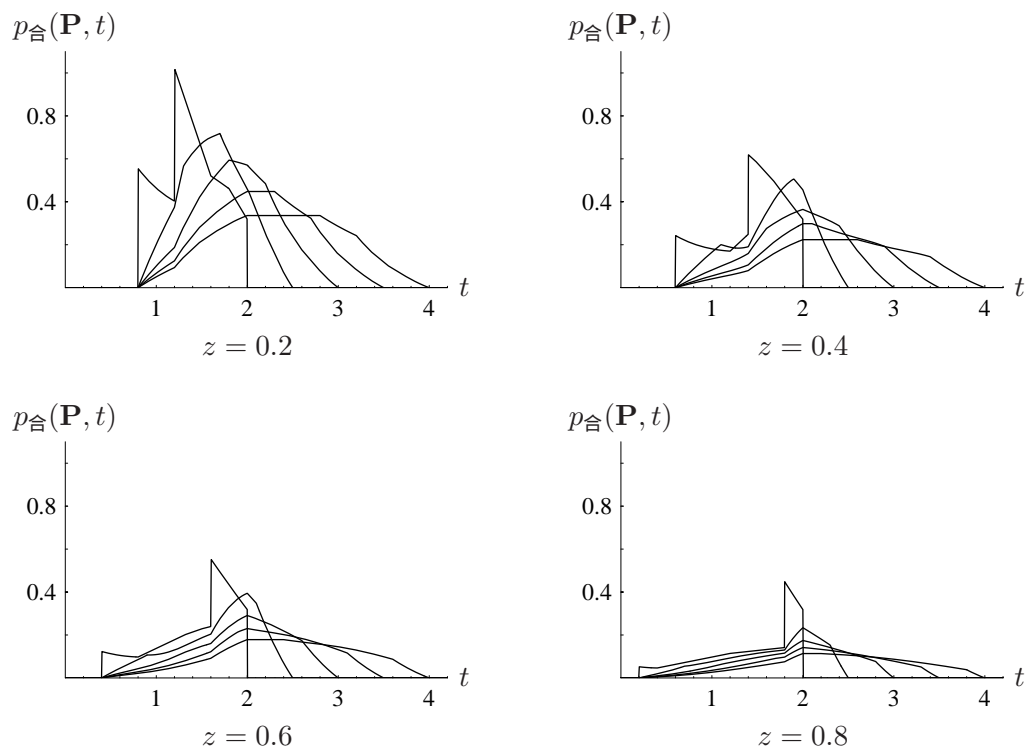 p合(P, t) p合(P, t)
0.8 0.8
0.4 0.4
1 2 3 4 t 1 2 3 4 t
z = 0.2 z = 0.4
p合(P, t) p合(P, t)
0.8 0.8
0.4 0.4
1 2 3 4 t 1 2 3 4 t
z = 0.6 z = 0.8